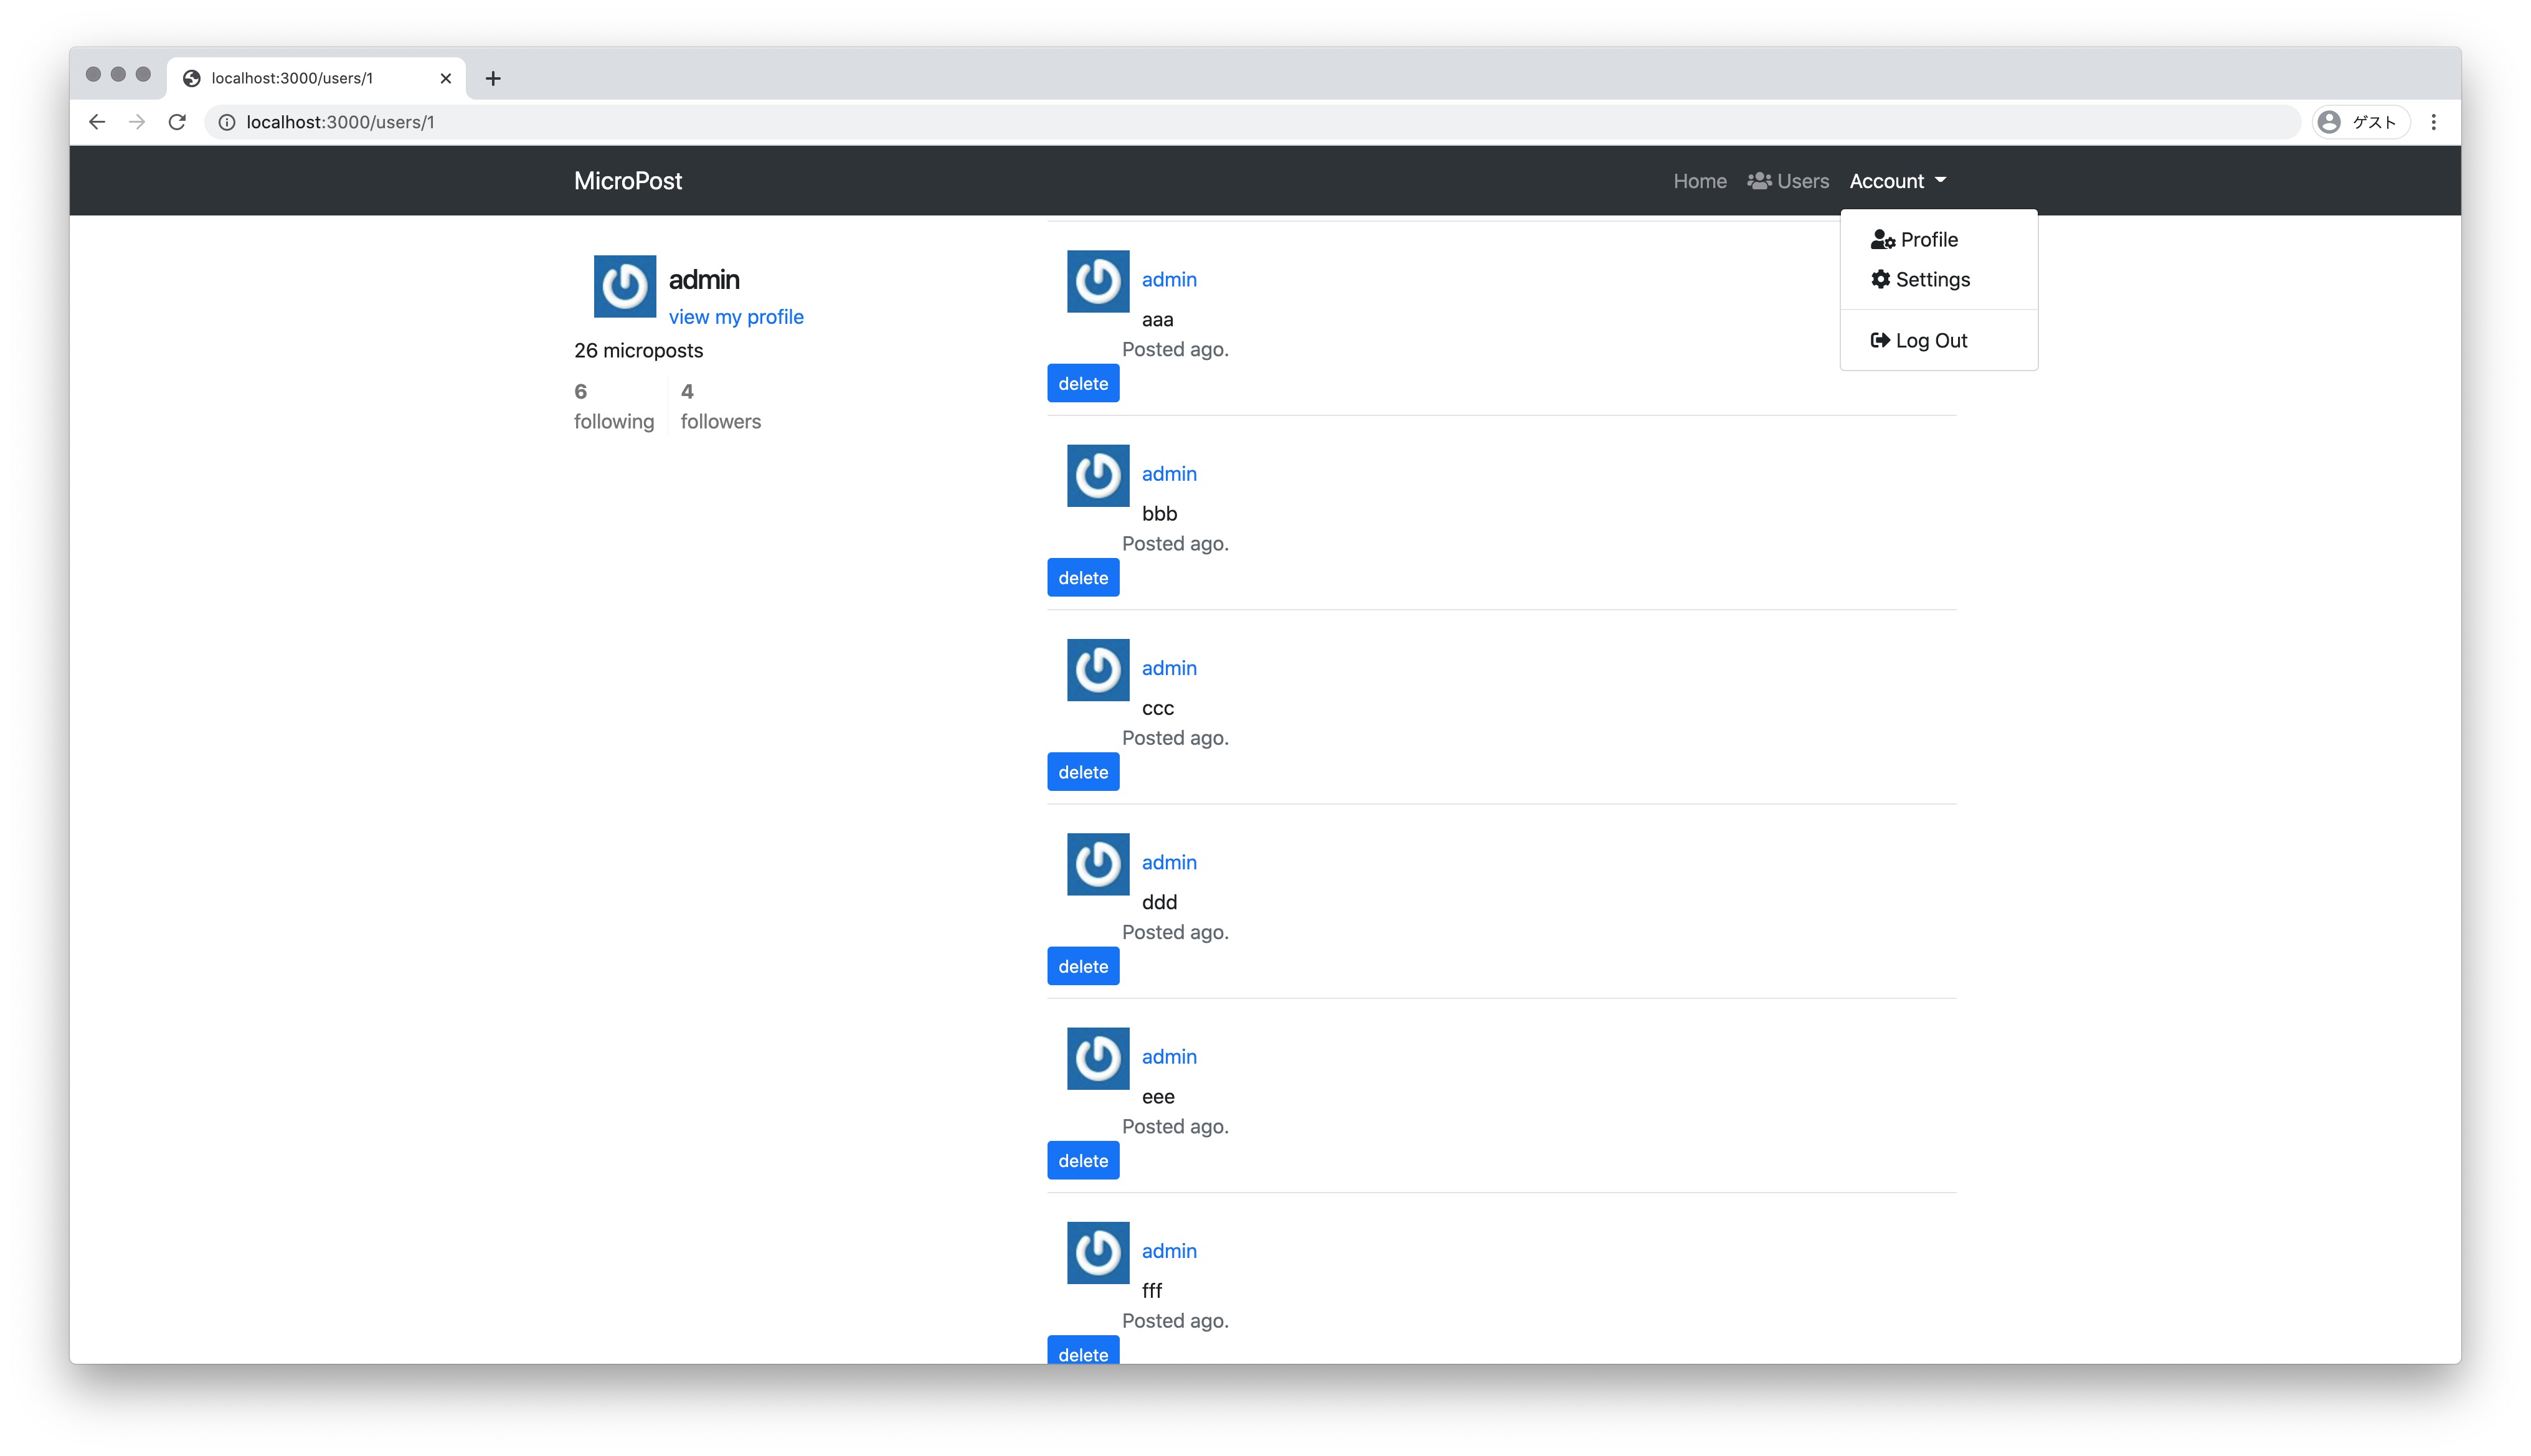 localhost:3000/users/1
localhost:3000/users/1
ゲスト
MicroPost
Home
Users
Account
Profile
Settings
Log Out
admin
view my profile
26 microposts
6
following
4
followers
admin
aaa
Posted ago.
delete
admin
bbb
Posted ago.
delete
admin
ccc
Posted ago.
delete
admin
ddd
Posted ago.
delete
admin
eee
Posted ago.
delete
admin
fff
Posted ago.
delete